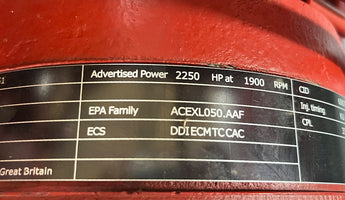 Advertised Power 2250 HP at 1900 RPM CID
Inj. timing
EPA Family ACEXL050.AAF
CPL
ECS DDIECMTCCAC
Great Britain